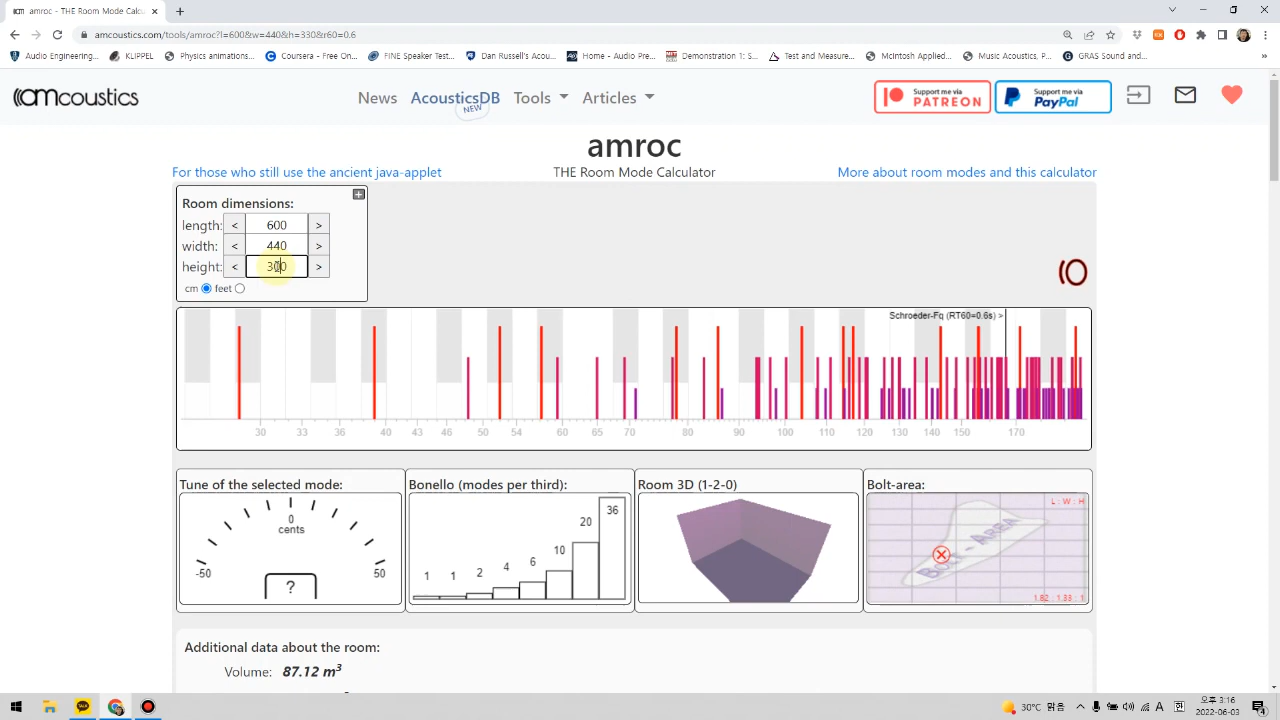 amroc - THE Room Mode Calculator
amcoustics.com/tools/amroc?l=600&w=440&h=330&r60=0.6
Audio Engineering...
KLIPPEL
Physics animations...
Coursera - Free On...
FINE Speaker Test...
Dan Russell's Acou...
Home - Audio Pre...
Demonstration 1: S...
Test and Measure...
Mcintosh Applied...
Music Acoustics, P...
GRAS Sound and...
amcoustics
News
AcousticsDB
NEW
Tools
Articles
Support me via
PATREON
Support me via
PayPal
amroc
For those who still use the ancient java-applet
THE Room Mode Calculator
More about room modes and this calculator
Room dimensions:
length: < 600 >
width: < 440 >
height: < 300 >
cm feet
Schroeder-Fq (RT60=0.6s) >
30 33 36 40 43 46 50 54 60 65 70 80 90 100 110 120 130 140 150 170
Tune of the selected mode:
0
cents
-50 50
?
Bonello (modes per third):
1 1 2 4 6 10 20 36
Room 3D (1-2-0)
Bolt-area:
L : W : H
BOLT - AREA
1.82 : 1.33 : 1
Additional data about the room:
Volume: 87.12 m³
TALK
30°C 맑음
A
오후 3:16
2022-06-03